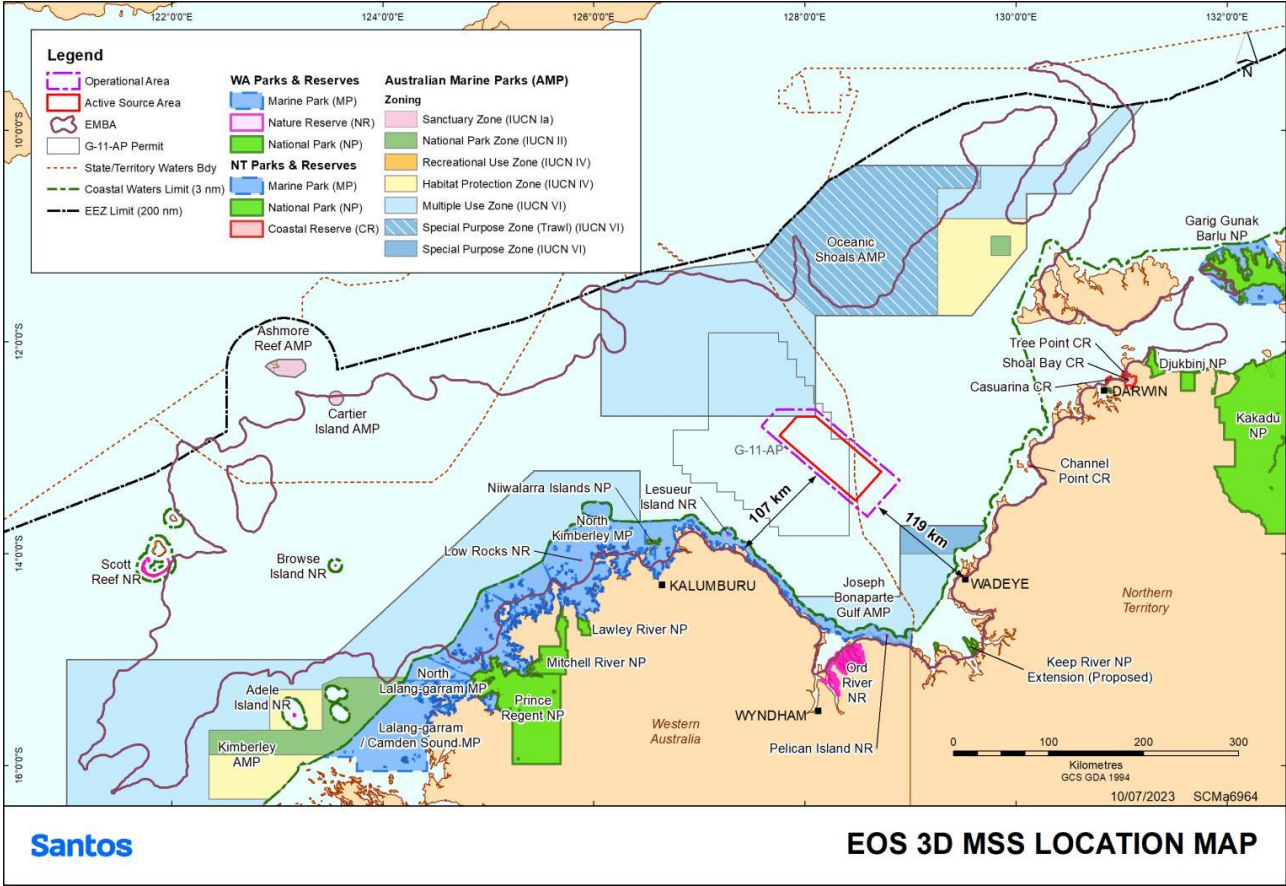 122°0'0"E
124°0'0"E
126°0'0"E
128°0'0"E
130°0'0"E
132°0'0"E
Legend
Operational Area
Active Source Area
EMBA
G-11-AP Permit
State/Territory Waters Bdy
Coastal Waters Limit (3 nm)
EEZ Limit (200 nm)
WA Parks & Reserves
Marine Park (MP)
Nature Reserve (NR)
National Park (NP)
NT Parks & Reserves
Marine Park (MP)
National Park (NP)
Coastal Reserve (CR)
Australian Marine Parks (AMP)
Zoning
Sanctuary Zone (IUCN Ia)
National Park Zone (IUCN II)
Recreational Use Zone (IUCN IV)
Habitat Protection Zone (IUCN IV)
Multiple Use Zone (IUCN VI)
Special Purpose Zone (Trawl) (IUCN VI)
Special Purpose Zone (IUCN VI)
N
10°0'0"S
12°0'0"S
14°0'0"S
16°0'0"S
Garig Gunak
Barlu NP
Oceanic
Shoals AMP
Ashmore
Reef AMP
Cartier
Island AMP
Tree Point CR
Shoal Bay CR
Casuarina CR
DARWIN
Djukbinj NP
Kakadu
NP
Channel
Point CR
G-11-AP
107 km
119 km
Niiwalarra Islands NP
Lesueur
Island NR
North
Kimberley MP
Low Rocks NR
Scott
Reef NR
Browse
Island NR
KALUMBURU
Joseph
Bonaparte
Gulf AMP
WADEYE
Northern
Territory
Lawley River NP
Mitchell River NP
North
Lalang-garram MP
Adele
Island NR
Prince
Regent NP
Lalang-garram
/ Camden Sound MP
Kimberley
AMP
Ord
River
NR
WYNDHAM
Western
Australia
Keep River NP
Extension (Proposed)
Pelican Island NR
0
100
200
300
Kilometres
GCS GDA 1994
10/07/2023
SCMa6964
Santos
EOS 3D MSS LOCATION MAP